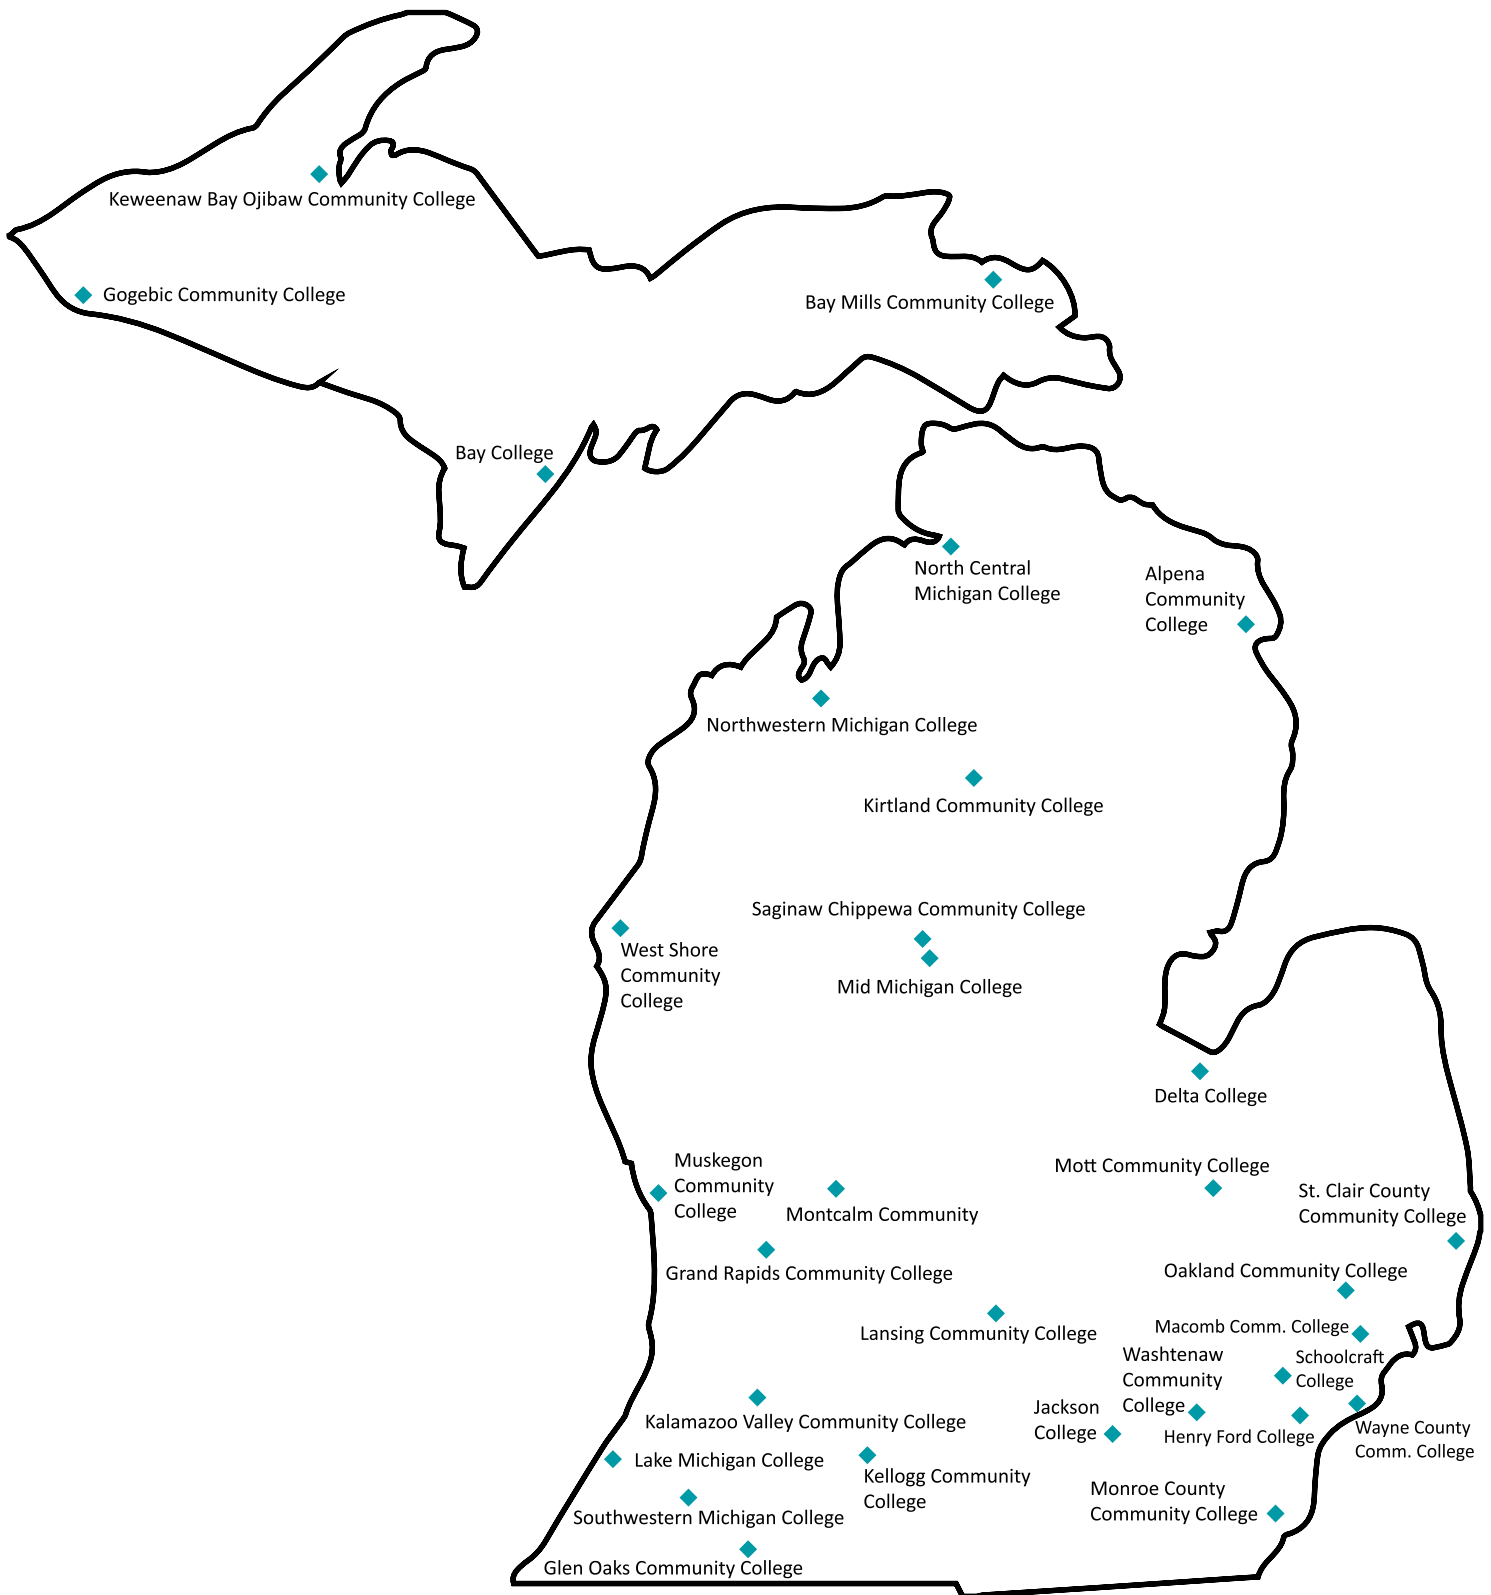 Keweenaw Bay Ojibaw Community College
Gogebic Community College
Bay Mills Community College
Bay College
North Central
Michigan College
Alpena
Community
College
Northwestern Michigan College
Kirtland Community College
Saginaw Chippewa Community College
West Shore
Community
College
Mid Michigan College
Delta College
Muskegon
Community
College
Montcalm Community
Mott Community College
St. Clair County
Community College
Grand Rapids Community College
Oakland Community College
Lansing Community College
Macomb Comm. College
Washtenaw
Community
College
Schoolcraft
College
Jackson
College
Kalamazoo Valley Community College
Henry Ford College
Wayne County
Comm. College
Lake Michigan College
Kellogg Community
College
Monroe County
Community College
Southwestern Michigan College
Glen Oaks Community College